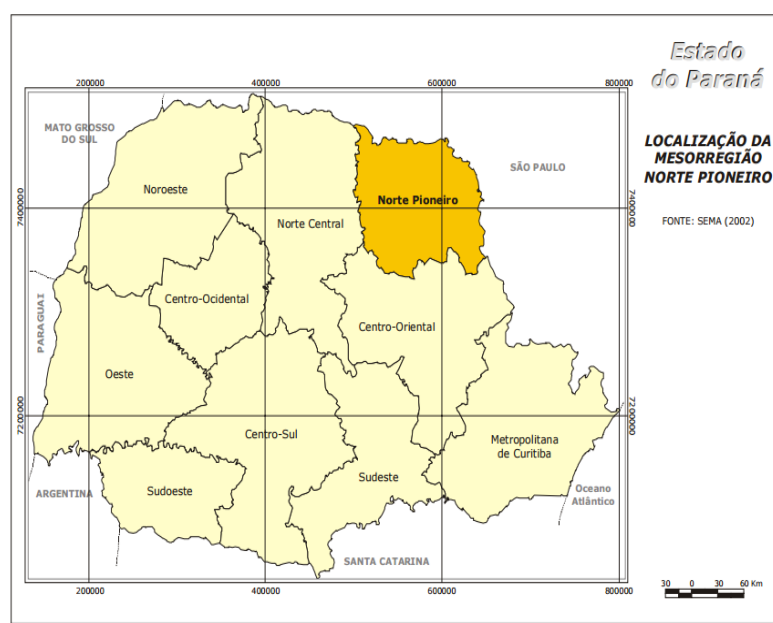 Estado
do Paraná
LOCALIZAÇÃO DA
MESORREGIÃO
NORTE PIONEIRO
FONTE: SEMA (2002)
200000
400000
600000
800000
MATO GROSSO
DO SUL
SÃO PAULO
Noroeste
Norte Pioneiro
7400000
7400000
Norte Central
Centro-Ocidental
PARAGUAI
Centro-Oriental
Oeste
7200000
7200000
Centro-Sul
Metropolitana
de Curitiba
Sudeste
Sudoeste
ARGENTINA
Oceano
Atlântico
SANTA CATARINA
200000
400000
600000
800000
30 0 30 60 Km